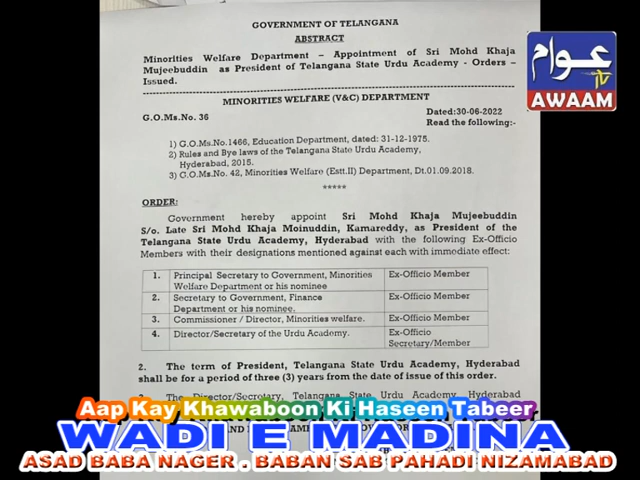 GOVERNMENT OF TELANGANA
ABSTRACT
Minorities Welfare Department – Appointment of Sri Mohd Khaja
Mujeebuddin as President of Telangana State Urdu Academy - Orders –
Issued.
MINORITIES WELFARE (V&C) DEPARTMENT
G.O.Ms.No. 36
Dated:30-06-2022
Read the following:-
1) G.O.Ms.No.1466, Education Department, dated: 31-12-1975.
2) Rules and Bye laws of the Telangana State Urdu Academy,
Hyderabad, 2015.
3) G.O.Ms.No. 42, Minorities Welfare (Estt.II) Department, Dt.01.09.2018.
*****
ORDER:
Government hereby appoint Sri Mohd Khaja Mujeebuddin
S/o. Late Sri Mohd Khaja Moinuddin, Kamareddy, as President of the
Telangana State Urdu Academy, Hyderabad with the following Ex-Officio
Members with their designations mentioned against each with immediate effect:
1. Principal Secretary to Government, Minorities Welfare Department or his nominee Ex-Officio Member
2. Secretary to Government, Finance Department or his nominee. Ex-Officio Member
3. Commissioner / Director, Minorities welfare. Ex-Officio Member
4. Director/Secretary of the Urdu Academy. Ex-Officio Secretary/Member
2. The term of President, Telangana State Urdu Academy, Hyderabad
shall be for a period of three (3) years from the date of issue of this order.
The Director/Secretary, Telangana State Urdu Academy, Hyderabad
عوام
tv
AWAAM
Aap Kay Khawaboon Ki Haseen Tabeer
WADI E MADINA
ASAD BABA NAGER . BABAN SAB PAHADI NIZAMABAD